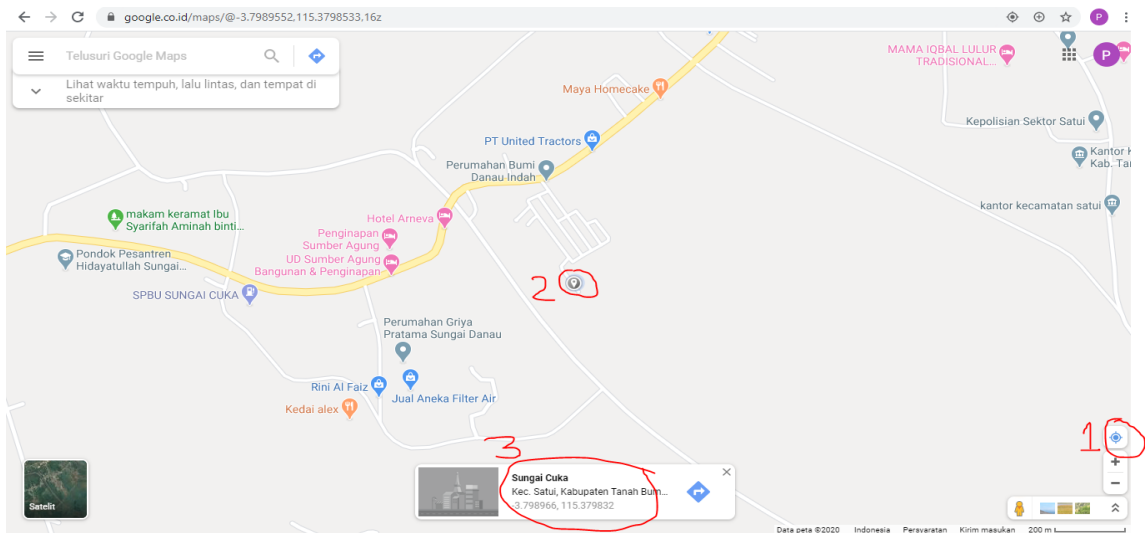 google.co.id/maps/@-3.7989552,115.3798533,16z
P
Telusuri Google Maps
Lihat waktu tempuh, lalu lintas, dan tempat di
sekitar
MAMA IQBAL LULUR
TRADISIONAL...
P
Maya Homecake
Kepolisian Sektor Satui
PT United Tractors
Perumahan Bumi
Danau Indah
Kantor
Kab. Ta
kantor kecamatan satui
makam keramat Ibu
Syarifah Aminah binti...
Hotel Arneva
Penginapan
Sumber Agung
UD Sumber Agung
Bangunan & Penginapan
Pondok Pesantren
Hidayatullah Sungai...
2
SPBU SUNGAI CUKA
Perumahan Griya
Pratama Sungai Danau
Rini Al Faiz
Jual Aneka Filter Air
Kedai alex
1
3
Sungai Cuka
Kec. Satui, Kabupaten Tanah Bum...
-3.798966, 115.379832
Satelit
Data peta ©2020 Indonesia Persyaratan Kirim masukan 200 m